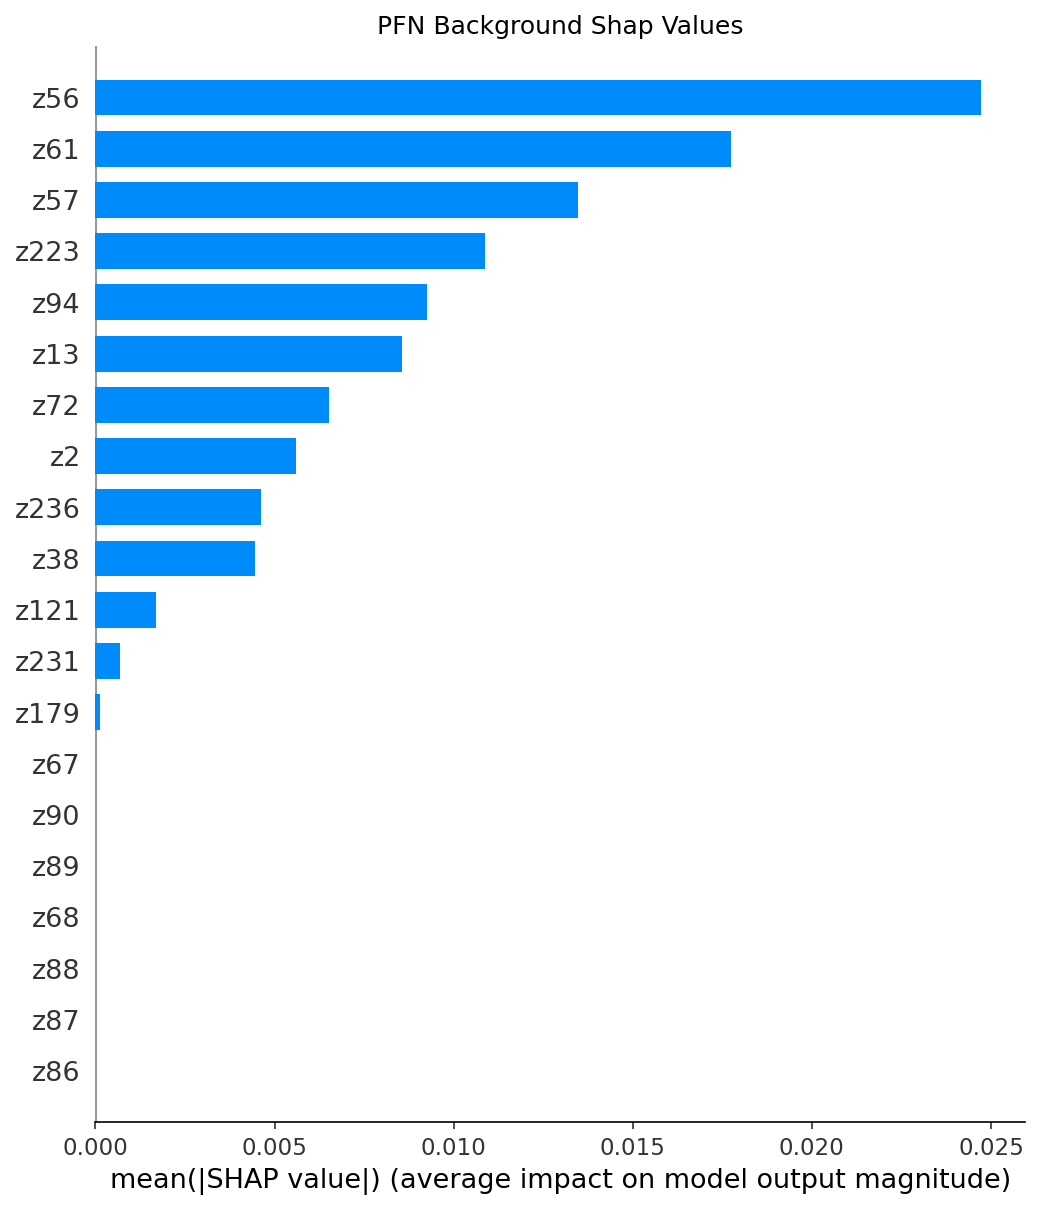 PFN Background Shap Values
z56
z61
z57
z223
z94
z13
z72
z2
z236
z38
z121
z231
z179
z67
z90
z89
z68
z88
z87
z86
0.000 0.005 0.010 0.015 0.020 0.025
mean(|SHAP value|) (average impact on model output magnitude)